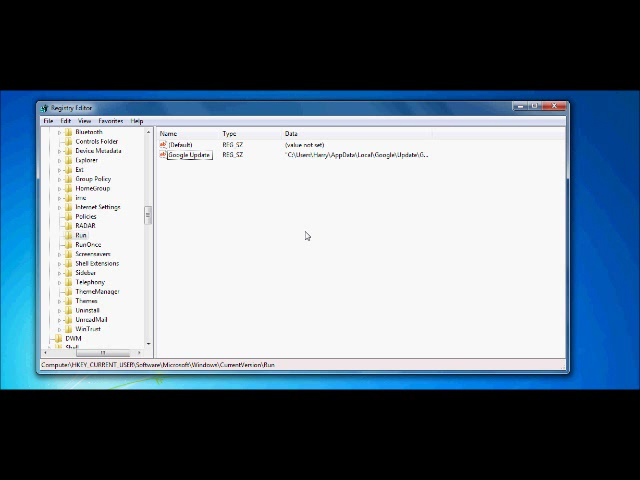 Registry Editor
File Edit View Favorites Help
Name Type Data
(Default) REG_SZ (value not set)
Google Update REG_SZ "C:\Users\Harry\AppData\Local\Google\Update\G...
Bluetooth
Controls Folder
Device Metadata
Explorer
Ext
Group Policy
HomeGroup
ime
Internet Settings
Policies
RADAR
Run
RunOnce
Screensavers
Shell Extensions
Sidebar
Telephony
ThemeManager
Themes
Uninstall
UnreadMail
WinTrust
DWM
Shell
Computer\HKEY_CURRENT_USER\Software\Microsoft\Windows\CurrentVersion\Run